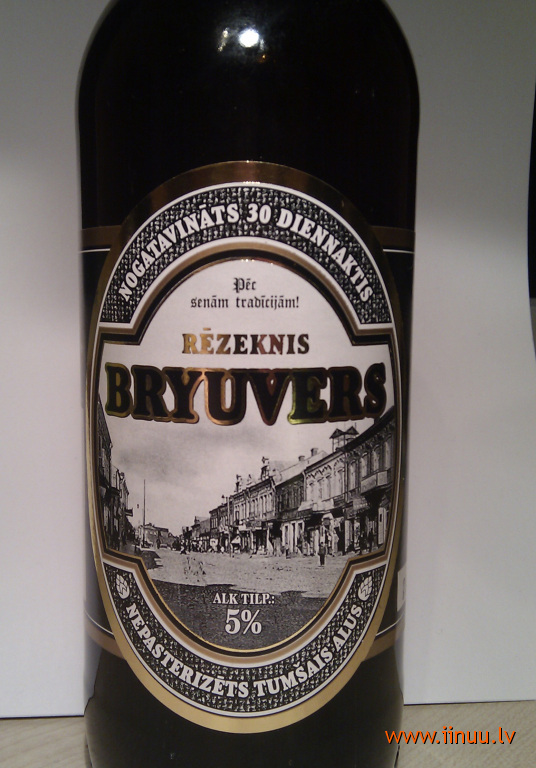 NOGATAVINĀTS 30 DIENNAKTIS
Pēc
senām tradīcijām!
RĒZEKNIS
BRYUVERS
ALK TILP.:
5%
NEPASTERIZĒTS TUMŠAIS ALUS
www.iinuu.lv